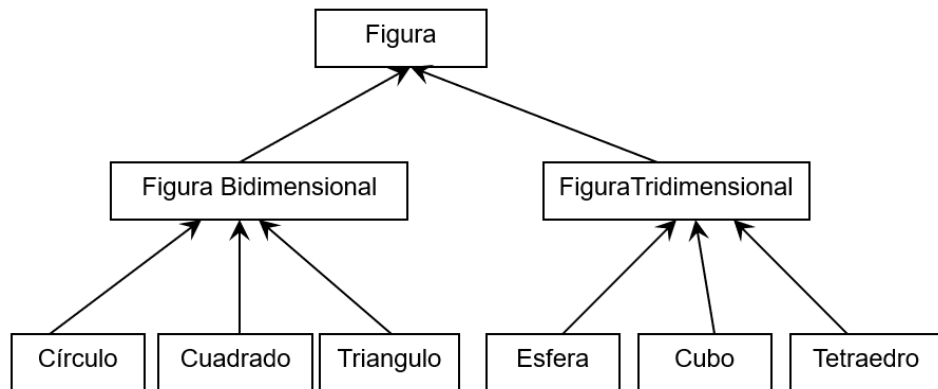 Figura
Figura Bidimensional
FiguraTridimensional
Círculo
Cuadrado
Triangulo
Esfera
Cubo
Tetraedro